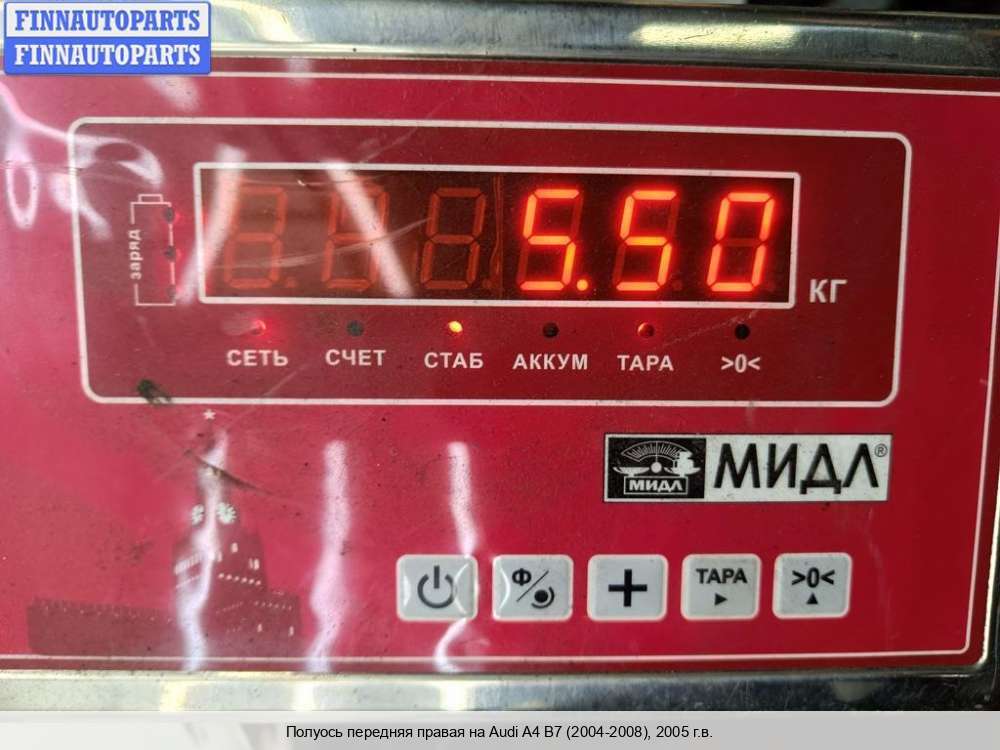 FINNAUTOPARTS
FINNAUTOPARTS
заряд
5.50
КГ
СЕТЬ СЧЕТ СТАБ АККУМ ТАРА >0<
МИДЛ МИДЛ®
Ф ТАРА >0<
Полуось передняя правая на Audi A4 B7 (2004-2008), 2005 г.в.